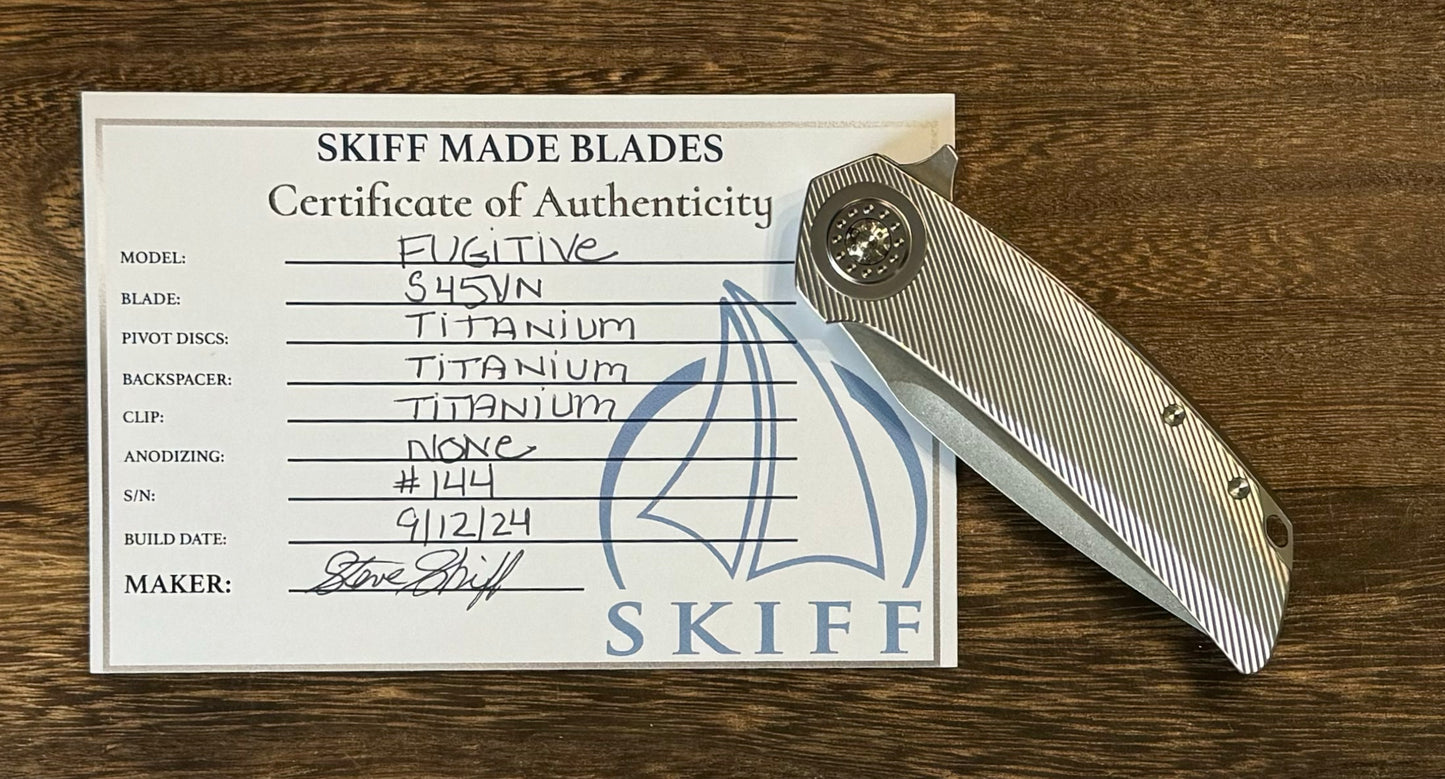 SKIFF MADE BLADES
Certificate of Authenticity
MODEL: FUGITIVE
BLADE: S45VN
PIVOT DISCS: TITANIUM
BACKSPACER: TITANIUM
CLIP: TITANIUM
ANODIZING: NONE
S/N: #144
BUILD DATE: 9/12/24
MAKER: Steve Skiff
SKIFF